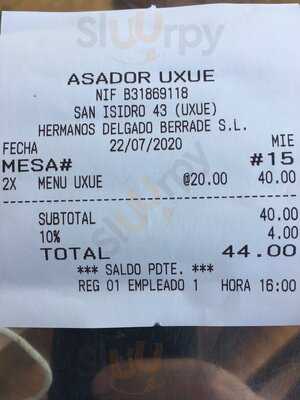 Sluurpy
ASADOR UXUE
NIF B31869118
SAN ISIDRO 43 (UXUE)
HERMANOS DELGADO BERRADE S.L.
FECHA 22/07/2020 MIE
MESA# #15
2X MENU UXUE @20.00 40.00
SUBTOTAL 40.00
10% 4.00
TOTAL 44.00
*** SALDO PDTE. ***
REG 01 EMPLEADO 1 HORA 16:00